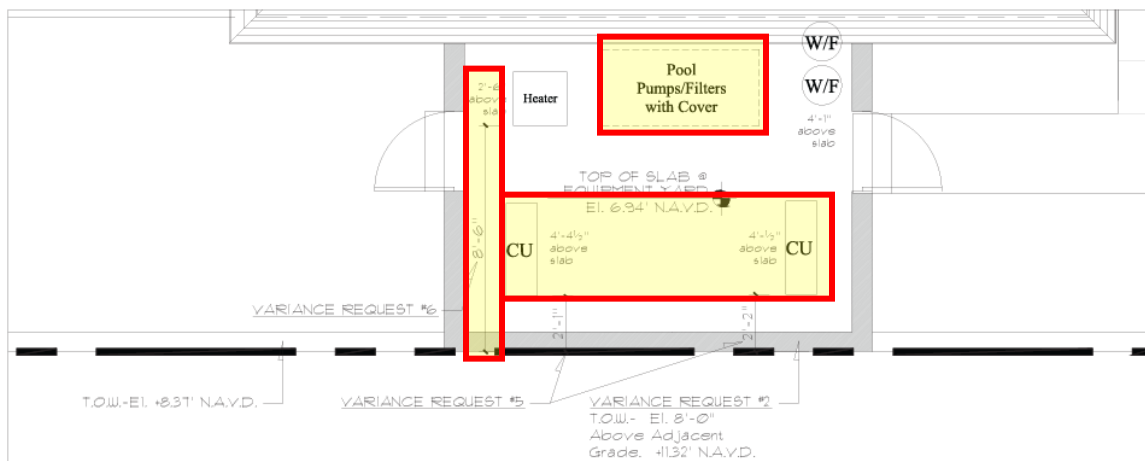 W/F
Pool
Pumps/Filters
with Cover
2'-6"
above
slab
Heater
W/F
4'-1"
above
slab
TOP OF SLAB @
EQUIPMENT YARD
El. 6.94' N.A.V.D.
8'-6"
CU
4'-4½"
above
slab
4'-½"
above
slab
CU
VARIANCE REQUEST #6
2'-1"
2'-2"
T.O.W.-El. +8.37' N.A.V.D.
VARIANCE REQUEST #5
VARIANCE REQUEST #2
T.O.W.- El. 8'-0"
Above Adjacent
Grade. +11.32' N.A.V.D.